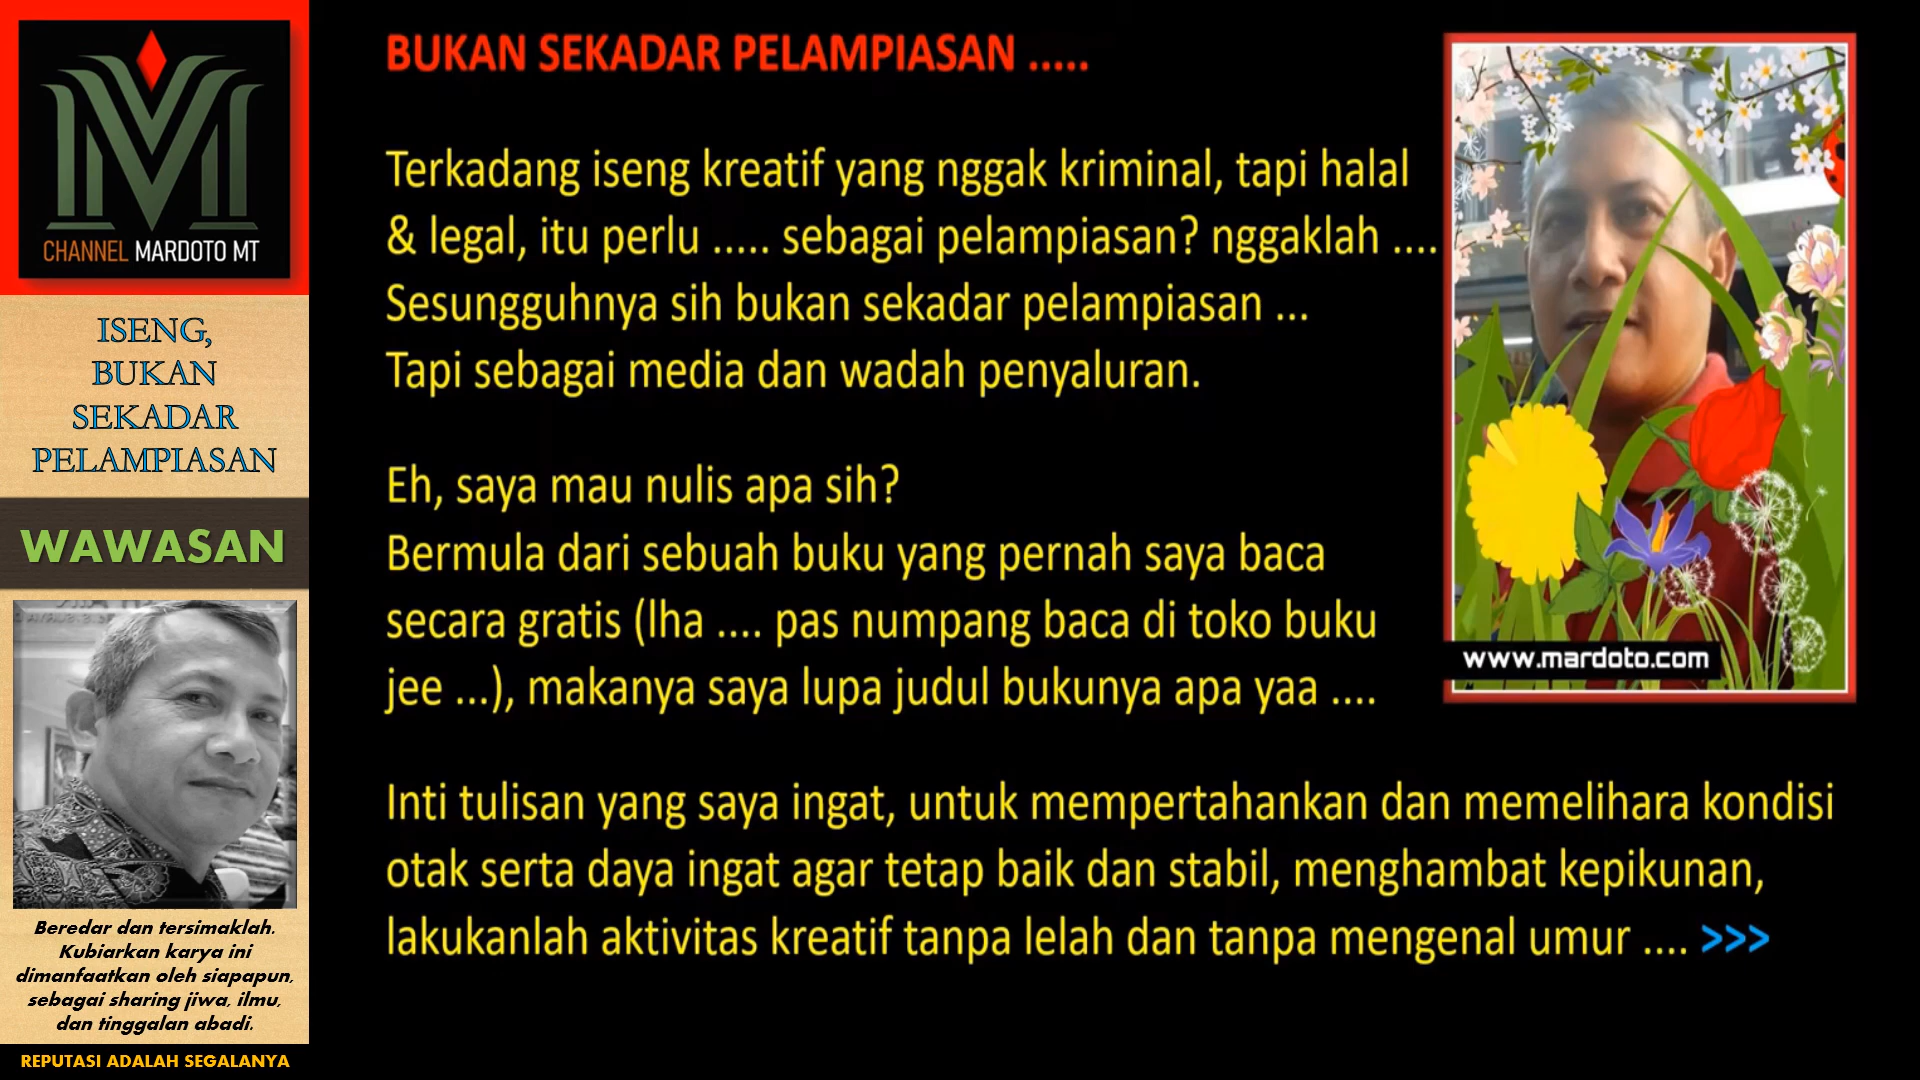 CHANNEL MARDOTO MT
ISENG,
BUKAN
SEKADAR
PELAMPIASAN
WAWASAN
Beredar dan tersimaklah.
Kubiarkan karya ini
dimanfaatkan oleh siapapun,
sebagai sharing jiwa, ilmu,
dan tinggalan abadi.
REPUTASI ADALAH SEGALANYA
BUKAN SEKADAR PELAMPIASAN .....
Terkadang iseng kreatif yang nggak kriminal, tapi halal
& legal, itu perlu ..... sebagai pelampiasan? nggaklah ....
Sesungguhnya sih bukan sekadar pelampiasan ...
Tapi sebagai media dan wadah penyaluran.
Eh, saya mau nulis apa sih?
Bermula dari sebuah buku yang pernah saya baca
secara gratis (lha .... pas numpang baca di toko buku
jee ...), makanya saya lupa judul bukunya apa yaa ....
Inti tulisan yang saya ingat, untuk mempertahankan dan memelihara kondisi
otak serta daya ingat agar tetap baik dan stabil, menghambat kepikunan,
lakukanlah aktivitas kreatif tanpa lelah dan tanpa mengenal umur .... >>>
www.mardoto.com